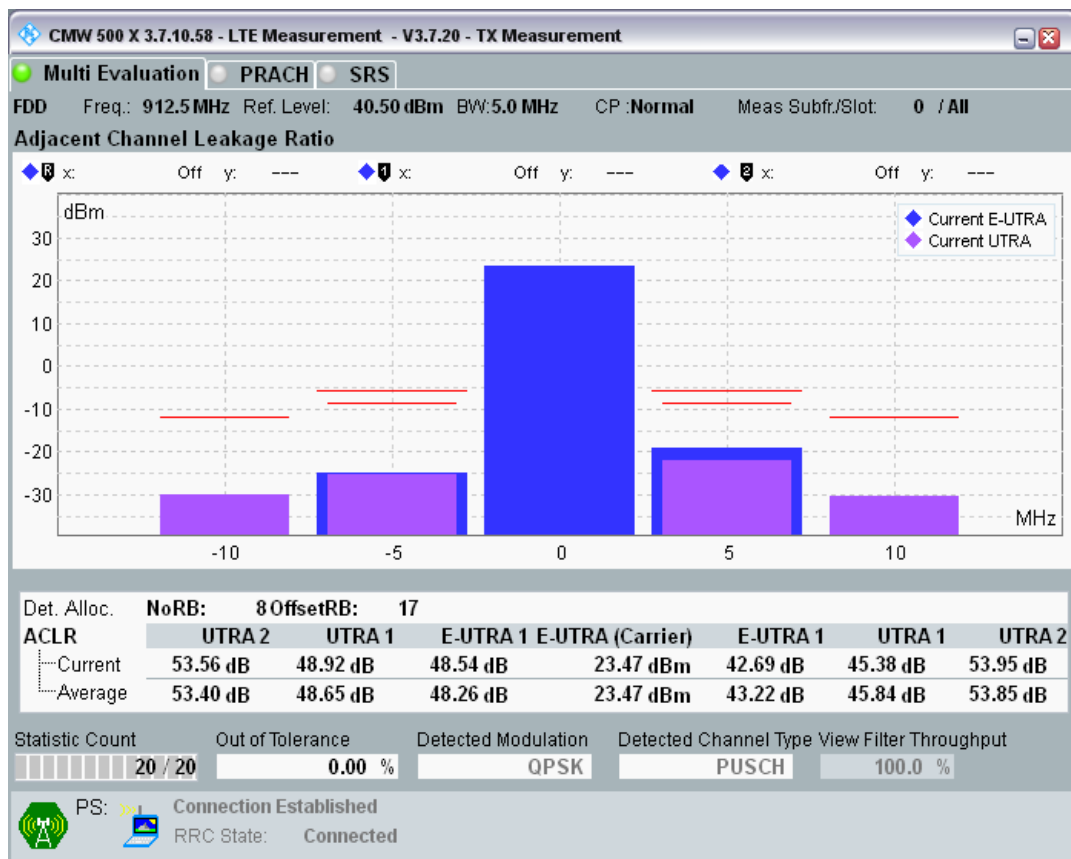 CMW 500 X 3.7.10.58 - LTE Measurement - V3.7.20 - TX Measurement
Multi Evaluation PRACH SRS
FDD Freq.: 912.5 MHz Ref. Level: 40.50 dBm BW:5.0 MHz CP :Normal Meas Subfr./Slot: 0 / All
Adjacent Channel Leakage Ratio
R x: Off y: --- 1 x: Off y: --- 2 x: Off y: ---
dBm
Current E-UTRA
Current UTRA
30
20
10
0
-10
-20
-30
MHz
-10 -5 0 5 10
Det. Alloc. NoRB: 8 OffsetRB: 17
ACLR UTRA 2 UTRA 1 E-UTRA 1 E-UTRA (Carrier) E-UTRA 1 UTRA 1 UTRA 2
Current 53.56 dB 48.92 dB 48.54 dB 23.47 dBm 42.69 dB 45.38 dB 53.95 dB
Average 53.40 dB 48.65 dB 48.26 dB 23.47 dBm 43.22 dB 45.84 dB 53.85 dB
Statistic Count Out of Tolerance Detected Modulation Detected Channel Type View Filter Throughput
20 / 20 0.00 % QPSK PUSCH 100.0 %
PS: Connection Established
RRC State: Connected